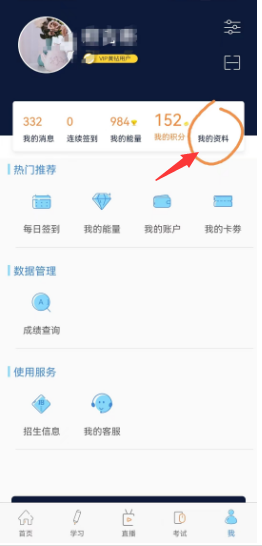 VIP黄钻用户
332 0 984 152
我的消息 连续签到 我的能量 我的积分 我的资料
热门推荐
每日签到 我的能量 我的账户 我的卡劵
数据管理
成绩查询
使用服务
招生信息 我的客服
首页 学习 直播 考试 我